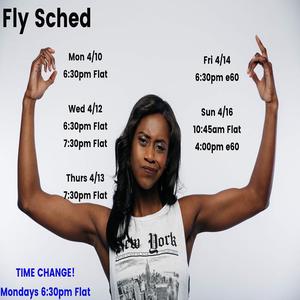 Fly Sched
Mon 4/10
6:30pm Flat
Wed 4/12
6:30pm Flat
7:30pm Flat
Thurs 4/13
7:30pm Flat
Fri 4/14
6:30pm e60
Sun 4/16
10:45am Flat
4:00pm e60
New York
TIME CHANGE!
Mondays 6:30pm Flat